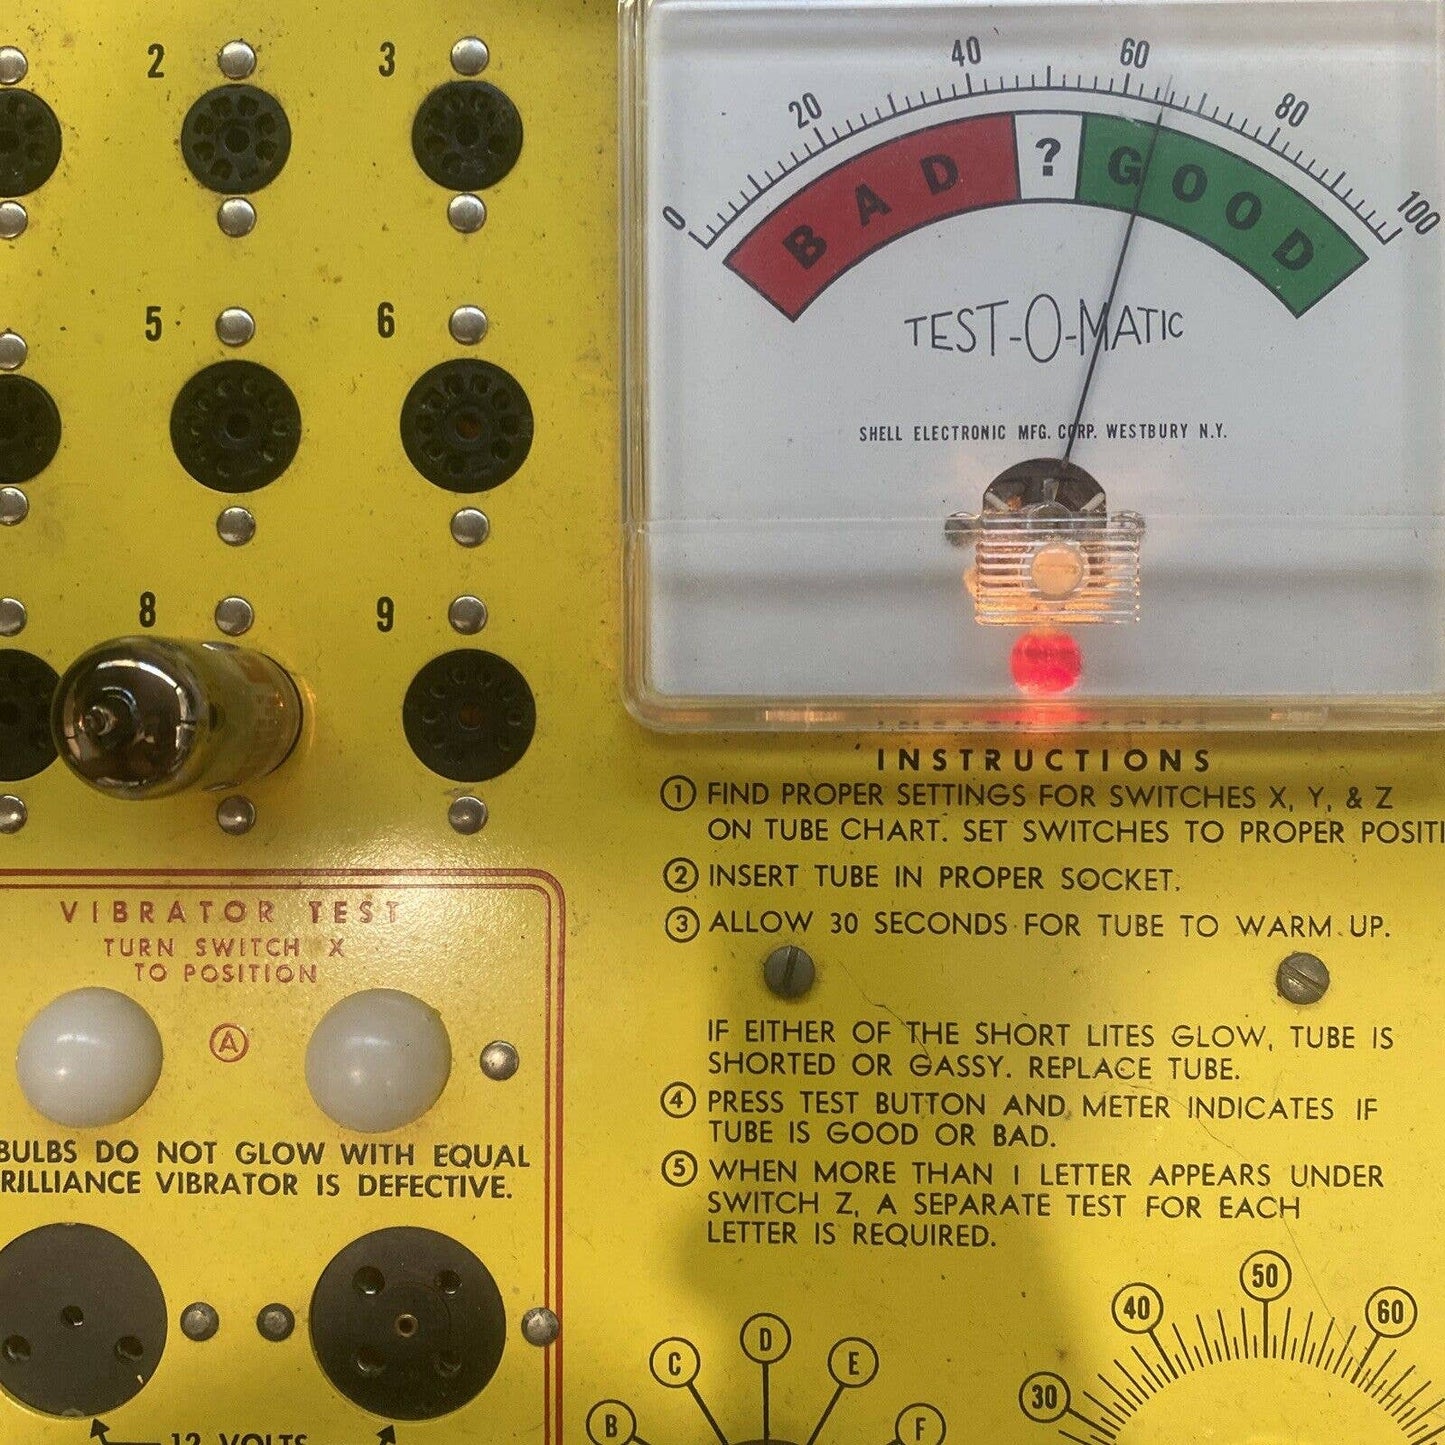 2
3
5
6
8
9
0
20
40
60
80
100
BAD
?
GOOD
TEST-O-MATIC
SHELL ELECTRONIC MFG. CORP. WESTBURY N.Y.
INSTRUCTIONS
1 FIND PROPER SETTINGS FOR SWITCHES X, Y, & Z
ON TUBE CHART. SET SWITCHES TO PROPER POSITI
2 INSERT TUBE IN PROPER SOCKET.
3 ALLOW 30 SECONDS FOR TUBE TO WARM UP.
IF EITHER OF THE SHORT LITES GLOW, TUBE IS
SHORTED OR GASSY. REPLACE TUBE.
4 PRESS TEST BUTTON AND METER INDICATES IF
TUBE IS GOOD OR BAD.
5 WHEN MORE THAN 1 LETTER APPEARS UNDER
SWITCH Z, A SEPARATE TEST FOR EACH
LETTER IS REQUIRED.
VIBRATOR TEST
TURN SWITCH X
TO POSITION
A
BULBS DO NOT GLOW WITH EQUAL
RILLIANCE VIBRATOR IS DEFECTIVE.
12 VOLTS
B
C
D
E
F
30
40
50
60